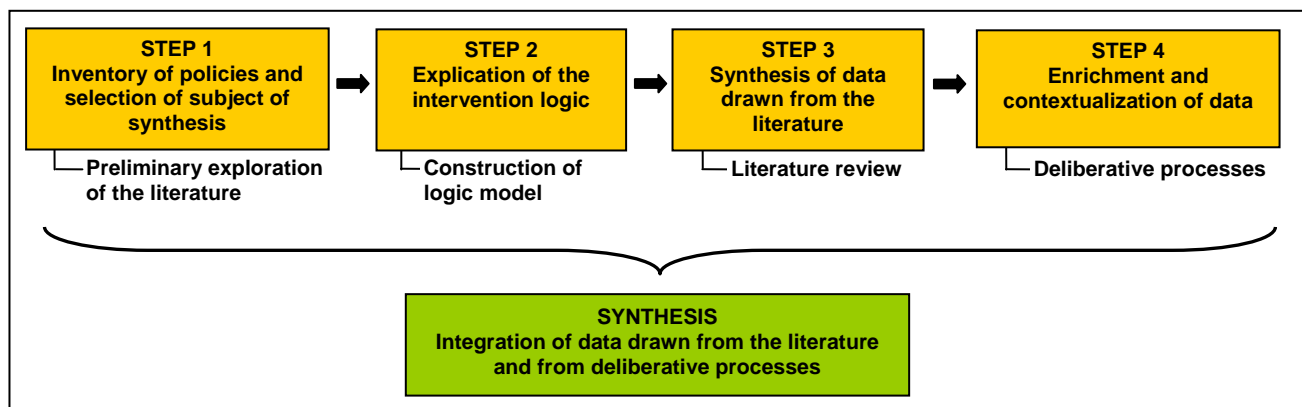 STEP 1
Inventory of policies and
selection of subject of
synthesis
Preliminary exploration
of the literature
STEP 2
Explication of the
intervention logic
Construction of
logic model
STEP 3
Synthesis of data
drawn from the
literature
Literature review
STEP 4
Enrichment and
contextualization of data
Deliberative processes
SYNTHESIS
Integration of data drawn from the literature
and from deliberative processes